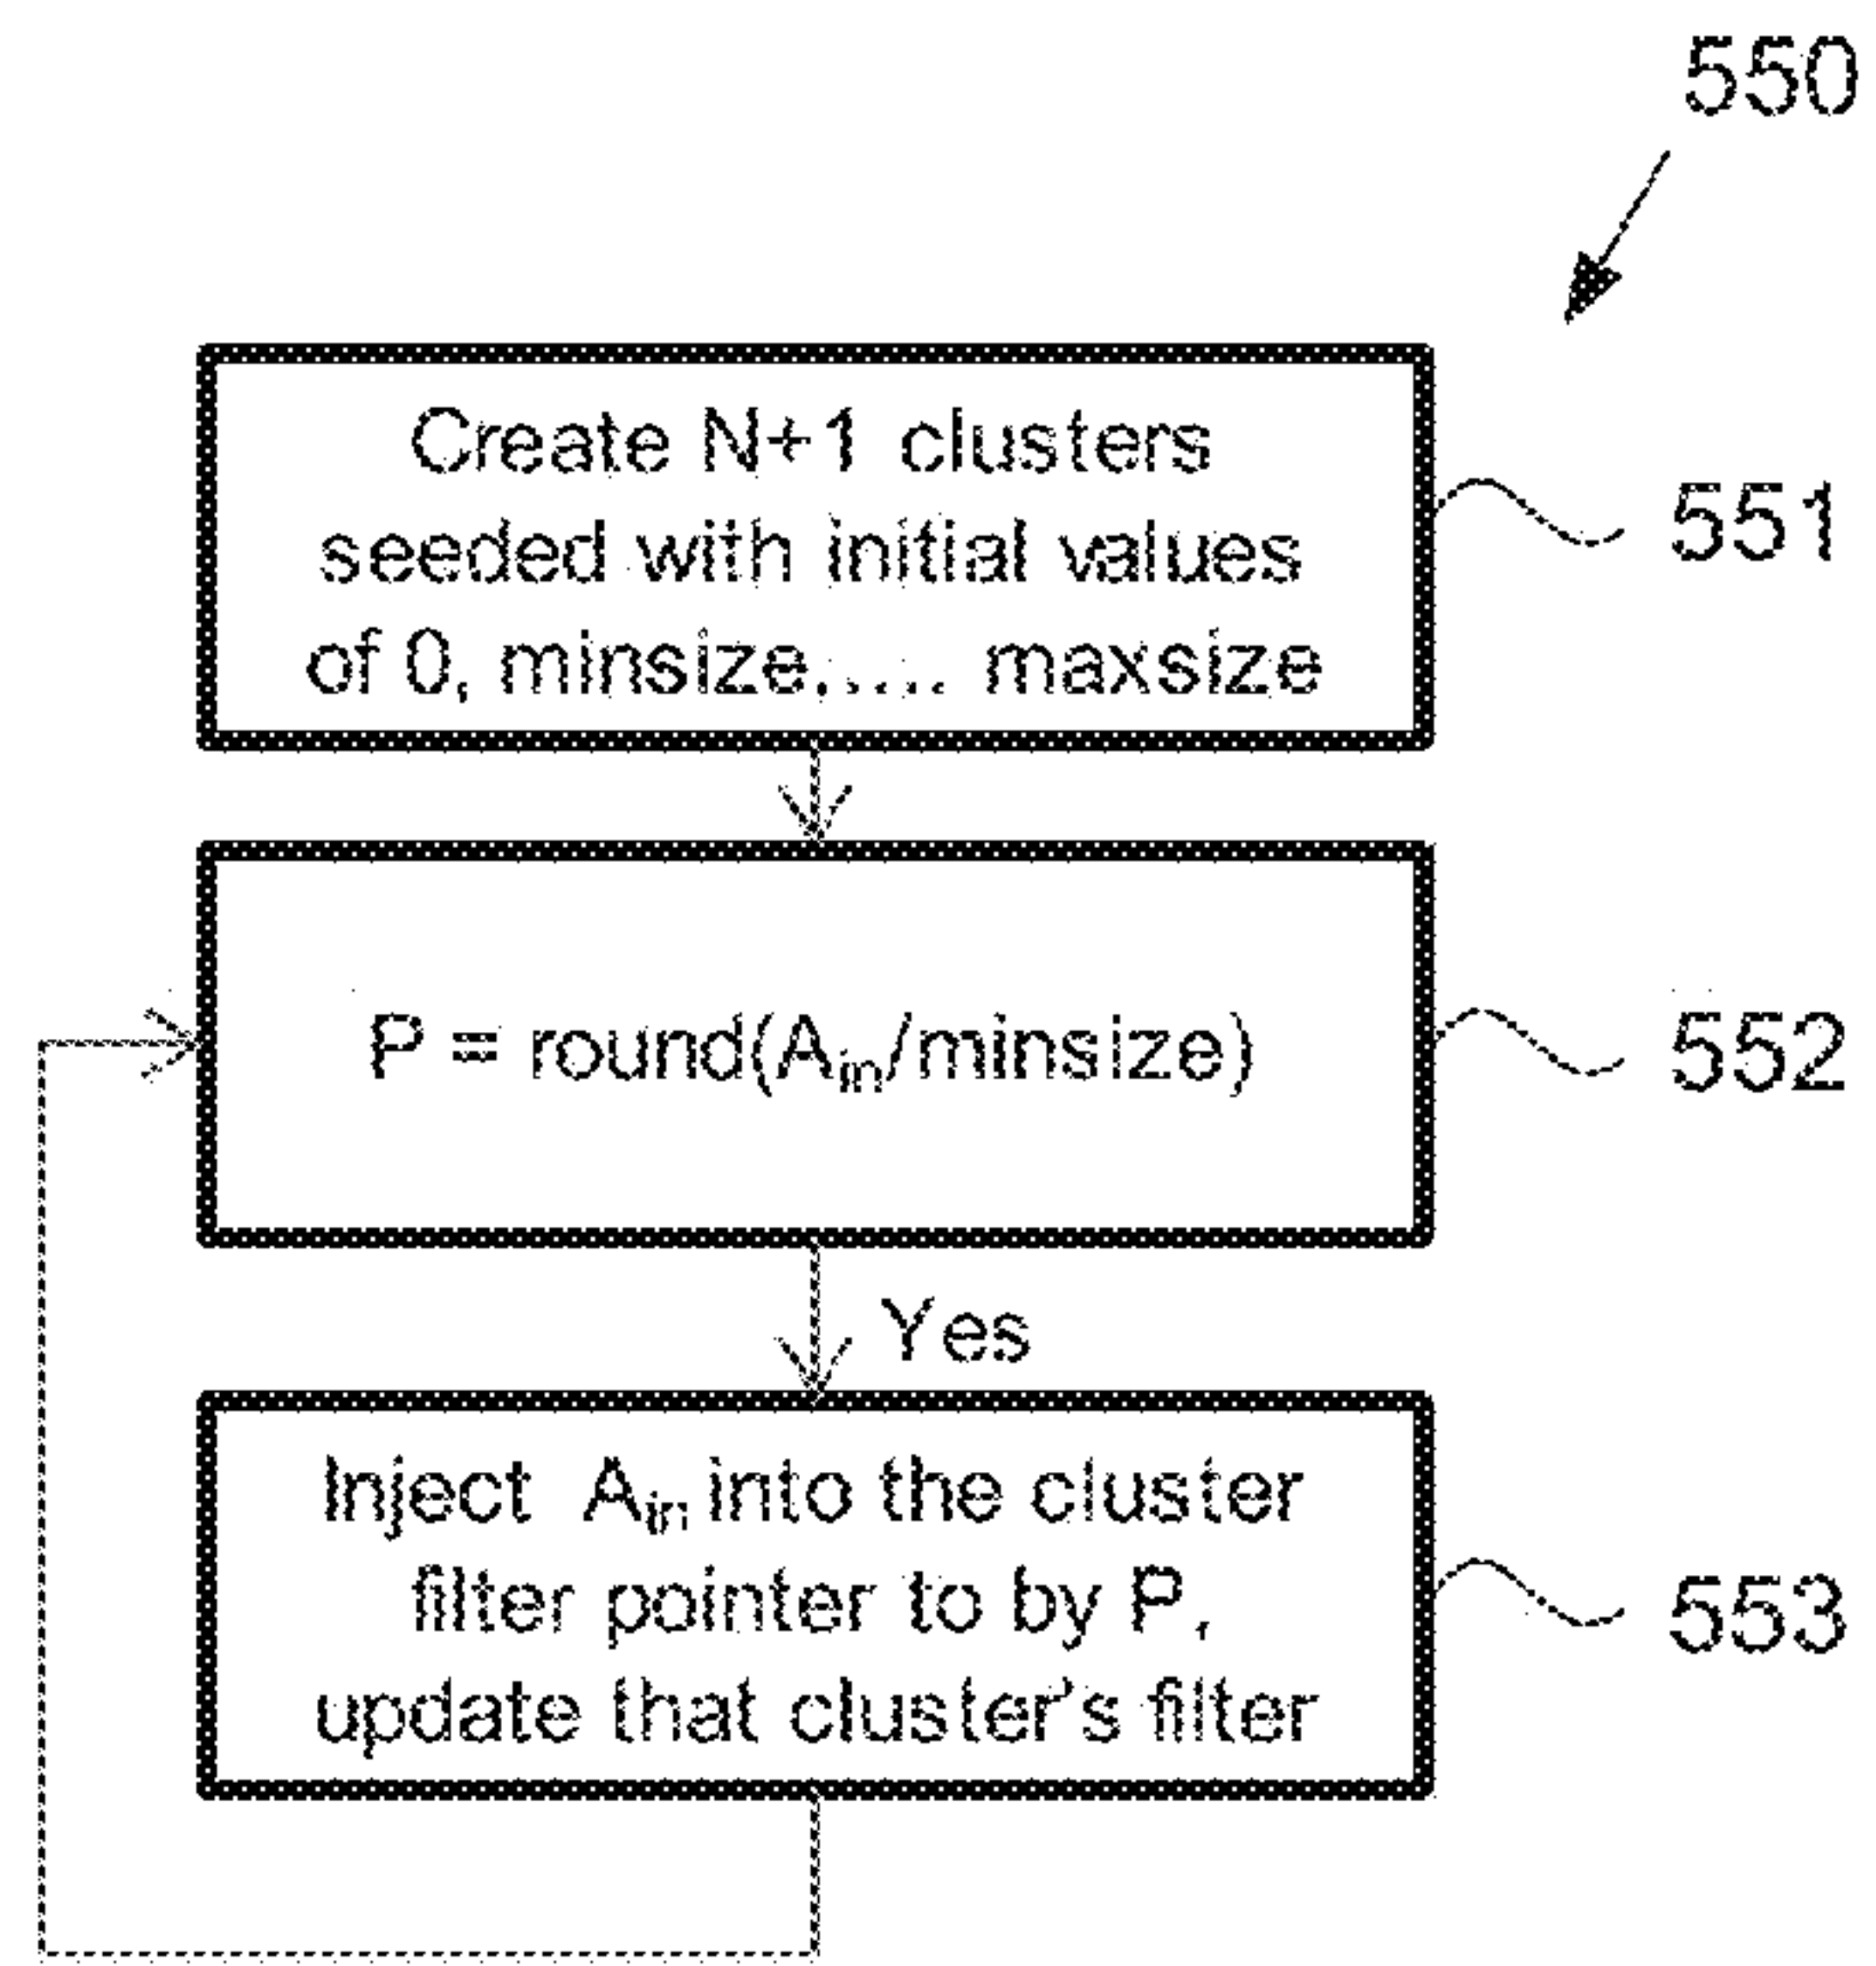 550
Create N+1 clusters
seeded with initial values
of 0, minsize,.... maxsize
551
P = round(Ain/minsize)
552
Yes
Inject Ain into the cluster
filter pointer to by P,
update that cluster's filter
553